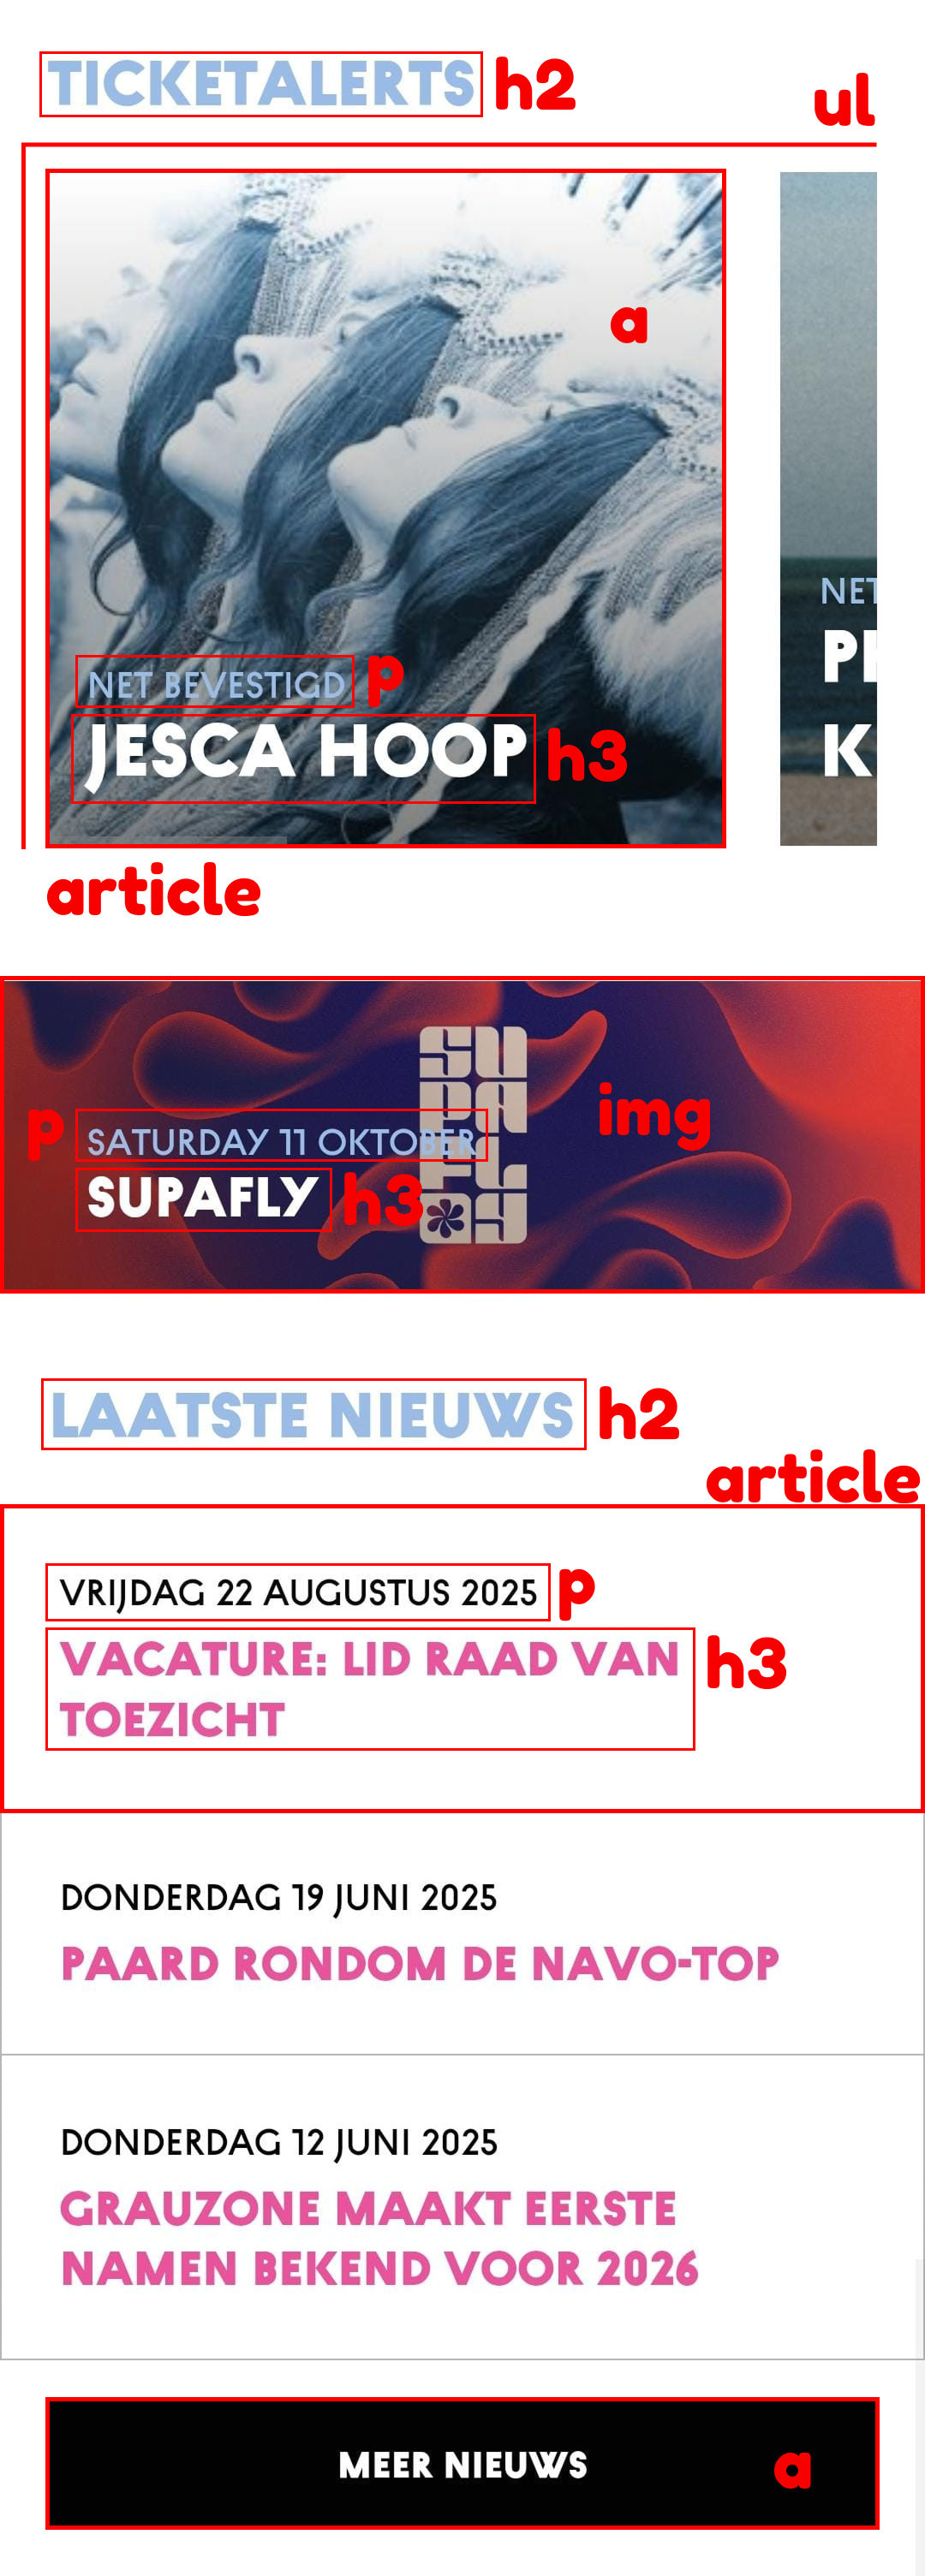 TICKETALERTS h2
ul
a
NET BEVESTIGD p
JESCA HOOP h3
NET
K
article
SUPAFLY
img
p SATURDAY 11 OKTOBER
SUPAFLY h3
LAATSTE NIEUWS h2
article
VRIJDAG 22 AUGUSTUS 2025 p
VACATURE: LID RAAD VAN h3
TOEZICHT
DONDERDAG 19 JUNI 2025
PAARD RONDOM DE NAVO-TOP
DONDERDAG 12 JUNI 2025
GRAUZONE MAAKT EERSTE
NAMEN BEKEND VOOR 2026
MEER NIEUWS a